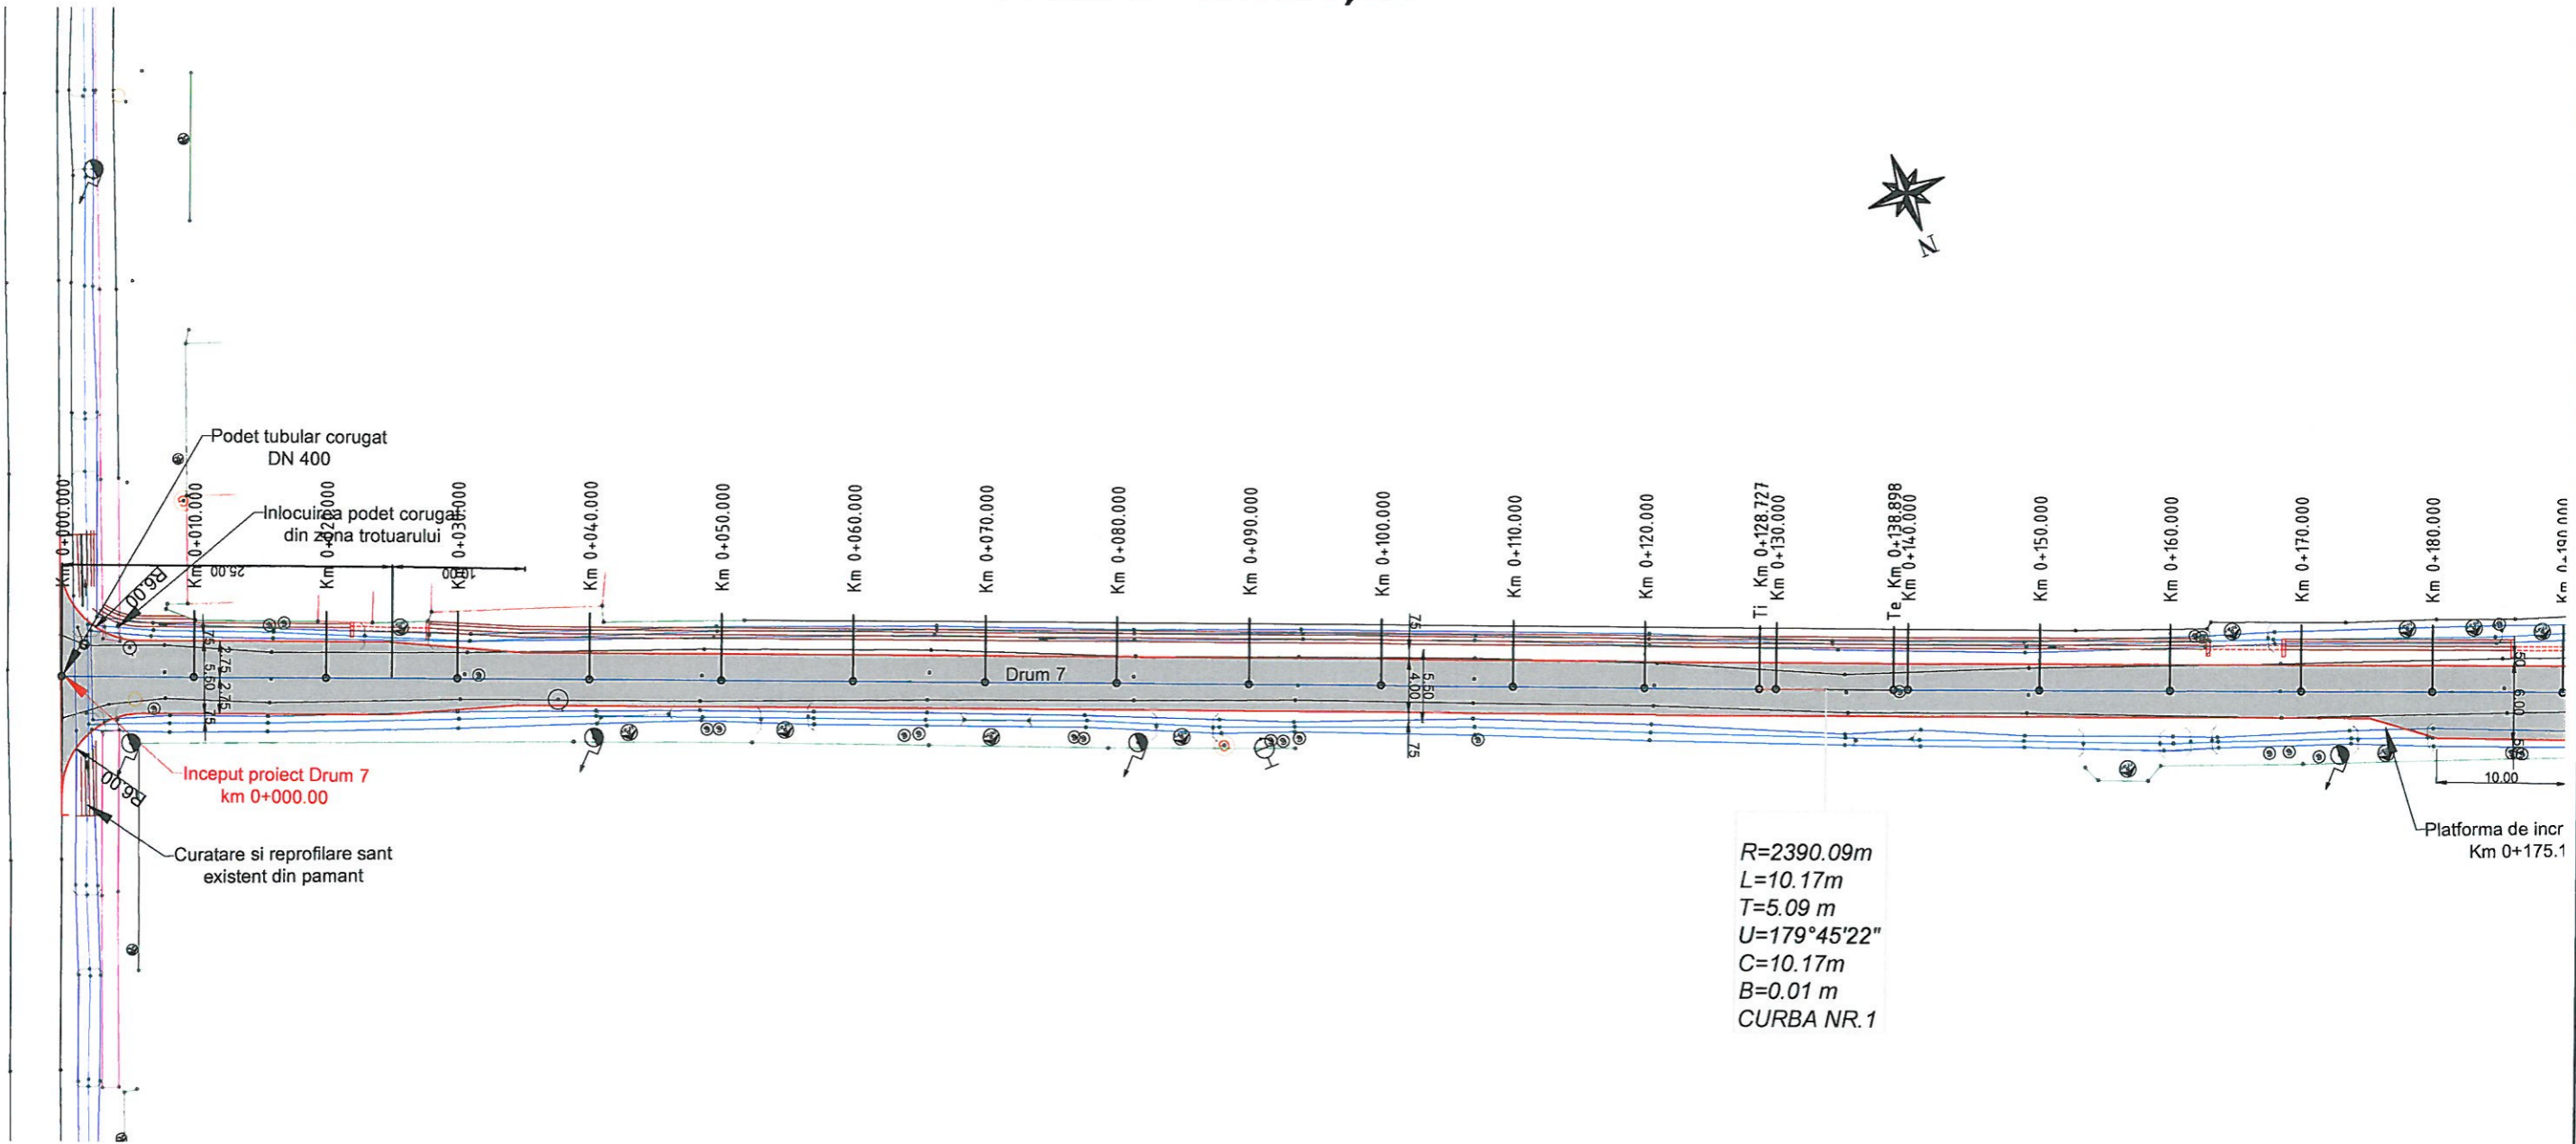 N
Podet tubular corugat
DN 400
Inlocuirea podet corugat
din zona trotuarului
Km 0+000.000
Km 0+010.000
Km 0+020.000
Km 0+030.000
Km 0+040.000
Km 0+050.000
Km 0+060.000
Km 0+070.000
Km 0+080.000
Km 0+090.000
Km 0+100.000
Km 0+110.000
Km 0+120.000
Ti Km 0+128.727
Km 0+130.000
Te Km 0+138.898
Km 0+140.000
Km 0+150.000
Km 0+160.000
Km 0+170.000
Km 0+180.000
Km 0+190.000
25.00
10.00
R6.00
75
2.75
5.50
2.75
75
Drum 7
75
5.50
4.00
75
50
6.00
50
10.00
R6.00
Inceput proiect Drum 7
km 0+000.00
Curatare si reprofilare sant
existent din pamant
R=2390.09m
L=10.17m
T=5.09 m
U=179°45'22"
C=10.17m
B=0.01 m
CURBA NR.1
Platforma de incr
Km 0+175.1